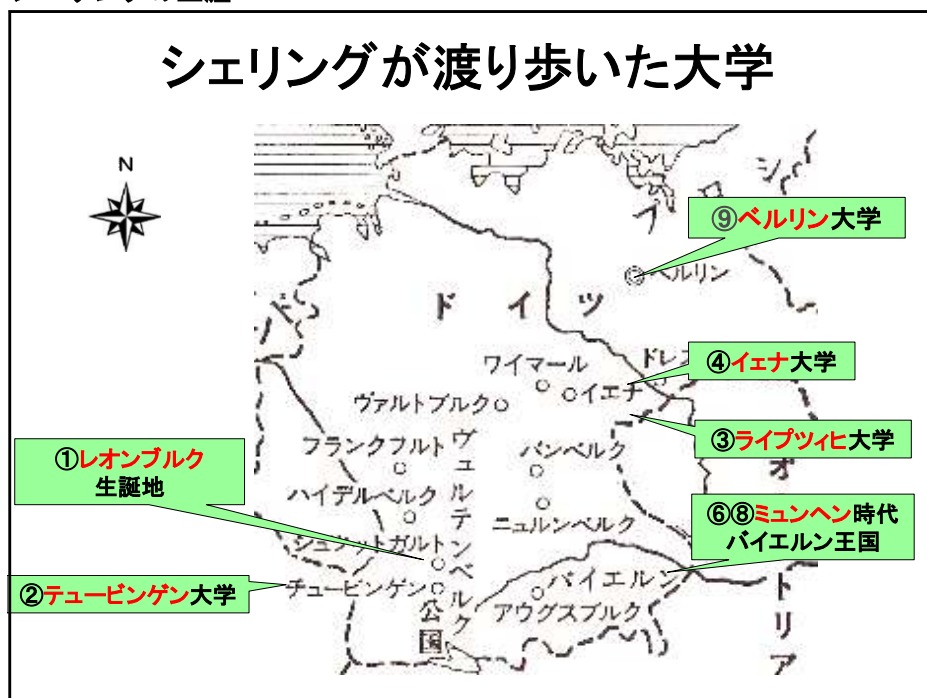 シェリングが渡り歩いた大学
N
⑨ベルリン大学
ベルリン
ドイツ
ワイマール
イエナ
④イェナ大学
ヴァルトブルク
③ライプツィヒ大学
フランクフルト
バンベルク
①レオンブルク
生誕地
ハイデルベルク
ニュルンベルク
⑥⑧ミュンヘン時代
バイエルン王国
シュツットガルト
ヴュルテンベルク公国
②テュービンゲン大学
チュービンゲン
バイエルン
アウグスブルク
オ
トリア